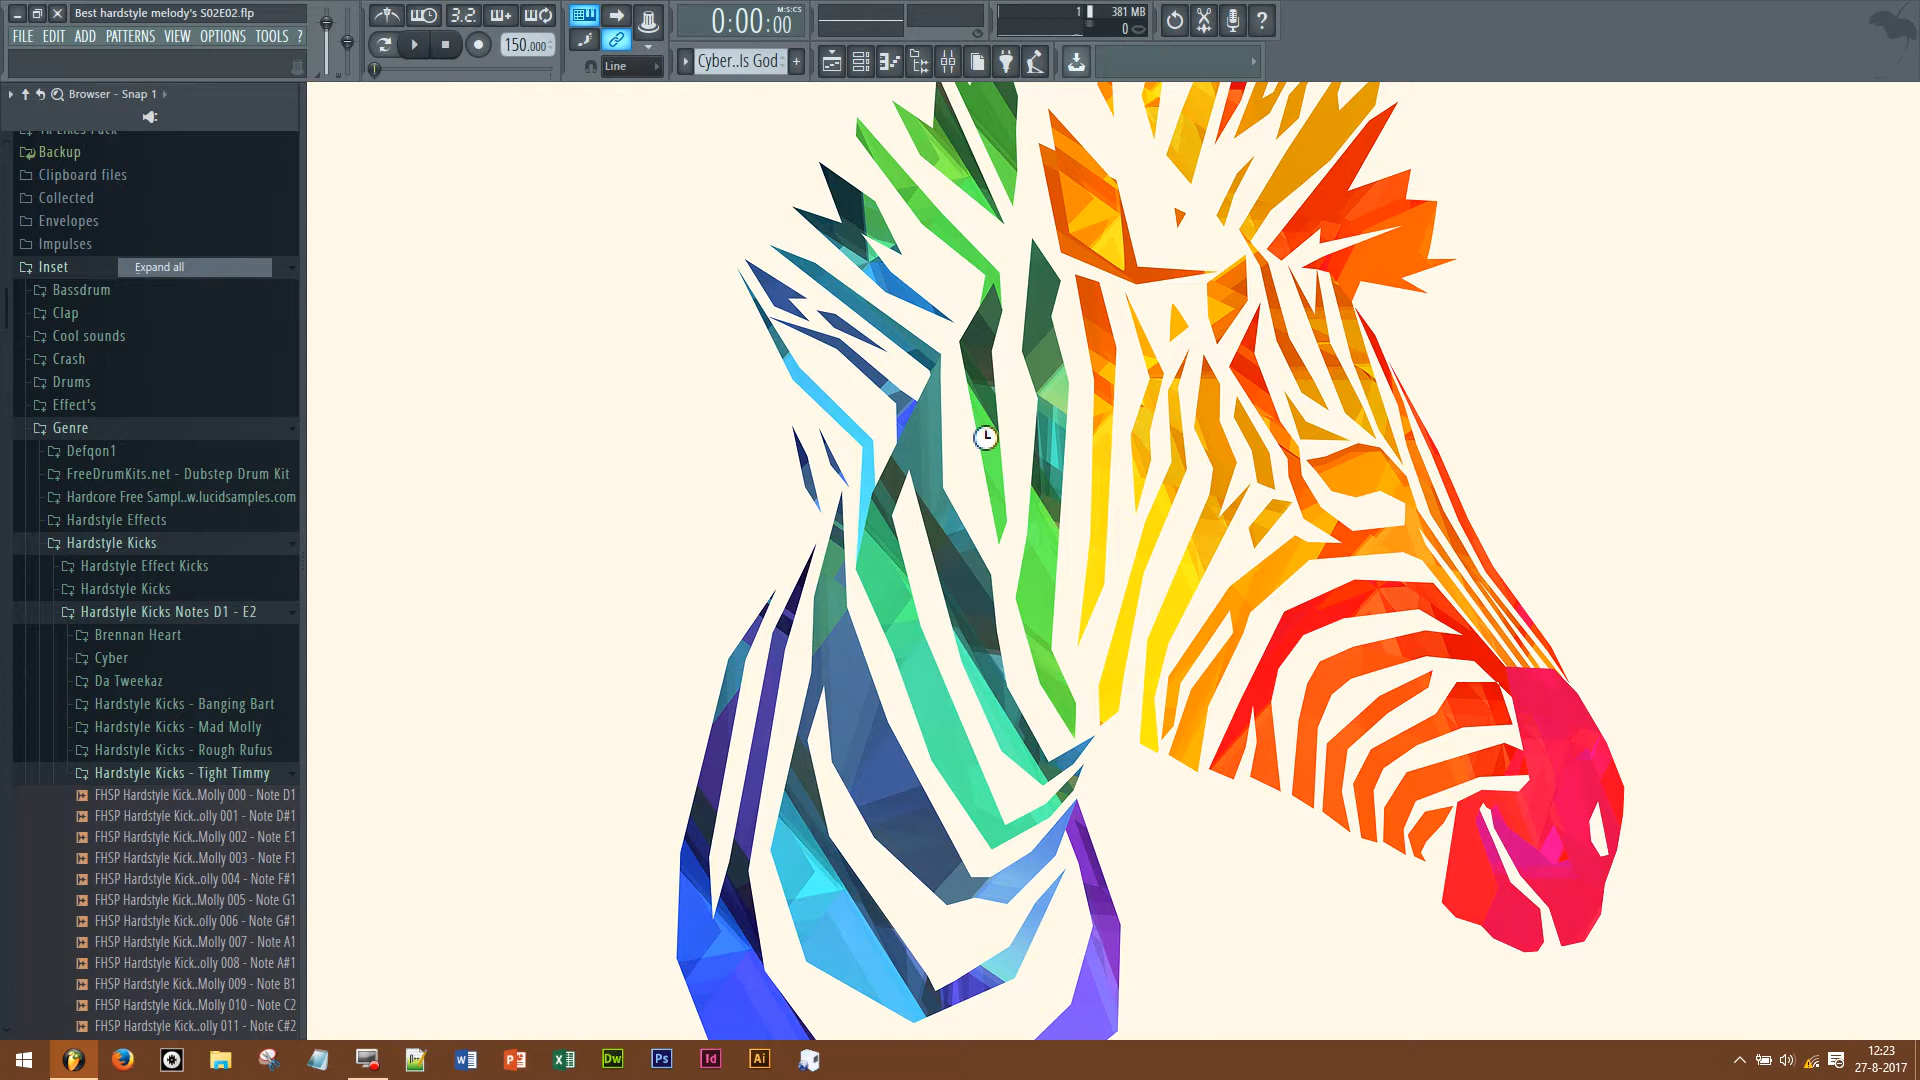 Best hardstyle melody's S02E02.flp
FILE EDIT ADD PATTERNS VIEW OPTIONS TOOLS ?
3.2.
150.000
Line
0:00:00
M:S:CS
Cyber..Is God
1
381 MB
0
?
Browser - Snap 1
Backup
Clipboard files
Collected
Envelopes
Impulses
Inset
Expand all
Bassdrum
Clap
Cool sounds
Crash
Drums
Effect's
Genre
Defqon1
FreeDrumKits.net - Dubstep Drum Kit
Hardcore Free Sampl..w.lucidsamples.com
Hardstyle Effects
Hardstyle Kicks
Hardstyle Effect Kicks
Hardstyle Kicks
Hardstyle Kicks Notes D1 - E2
Brennan Heart
Cyber
Da Tweekaz
Hardstyle Kicks - Banging Bart
Hardstyle Kicks - Mad Molly
Hardstyle Kicks - Rough Rufus
Hardstyle Kicks - Tight Timmy
FHSP Hardstyle Kick..Molly 000 - Note D1
FHSP Hardstyle Kick..olly 001 - Note D#1
FHSP Hardstyle Kick..Molly 002 - Note E1
FHSP Hardstyle Kick..Molly 003 - Note F1
FHSP Hardstyle Kick..olly 004 - Note F#1
FHSP Hardstyle Kick..Molly 005 - Note G1
FHSP Hardstyle Kick..olly 006 - Note G#1
FHSP Hardstyle Kick..Molly 007 - Note A1
FHSP Hardstyle Kick..olly 008 - Note A#1
FHSP Hardstyle Kick..Molly 009 - Note B1
FHSP Hardstyle Kick..Molly 010 - Note C2
FHSP Hardstyle Kick..olly 011 - Note C#2
Dw
Ps
Id
Ai
12:23
27-8-2017